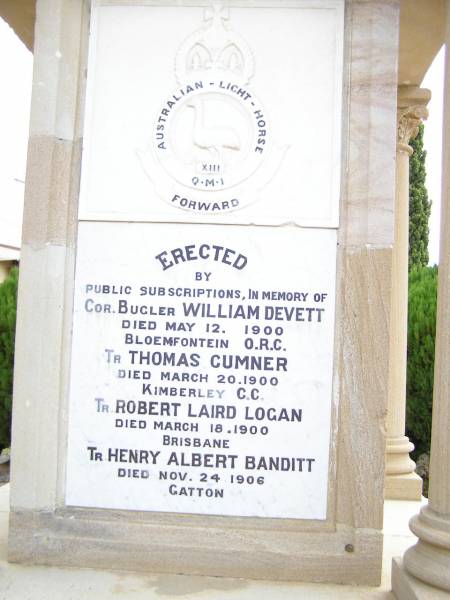 AUSTRALIAN - LIGHT - HORSE
XIII
Q·M·I
FORWARD
ERECTED
BY
PUBLIC SUBSCRIPTIONS, IN MEMORY OF
COR. BUGLER WILLIAM DEVETT
DIED MAY 12. 1900
BLOEMFONTEIN O.R.C.
TR THOMAS GUMNER
DIED MARCH 20.1900
KIMBERLEY C.C.
TR. ROBERT LAIRD LOGAN
DIED MARCH 18.1900
BRISBANE
TR HENRY ALBERT BANDITT
DIED NOV. 24 1906
GATTON